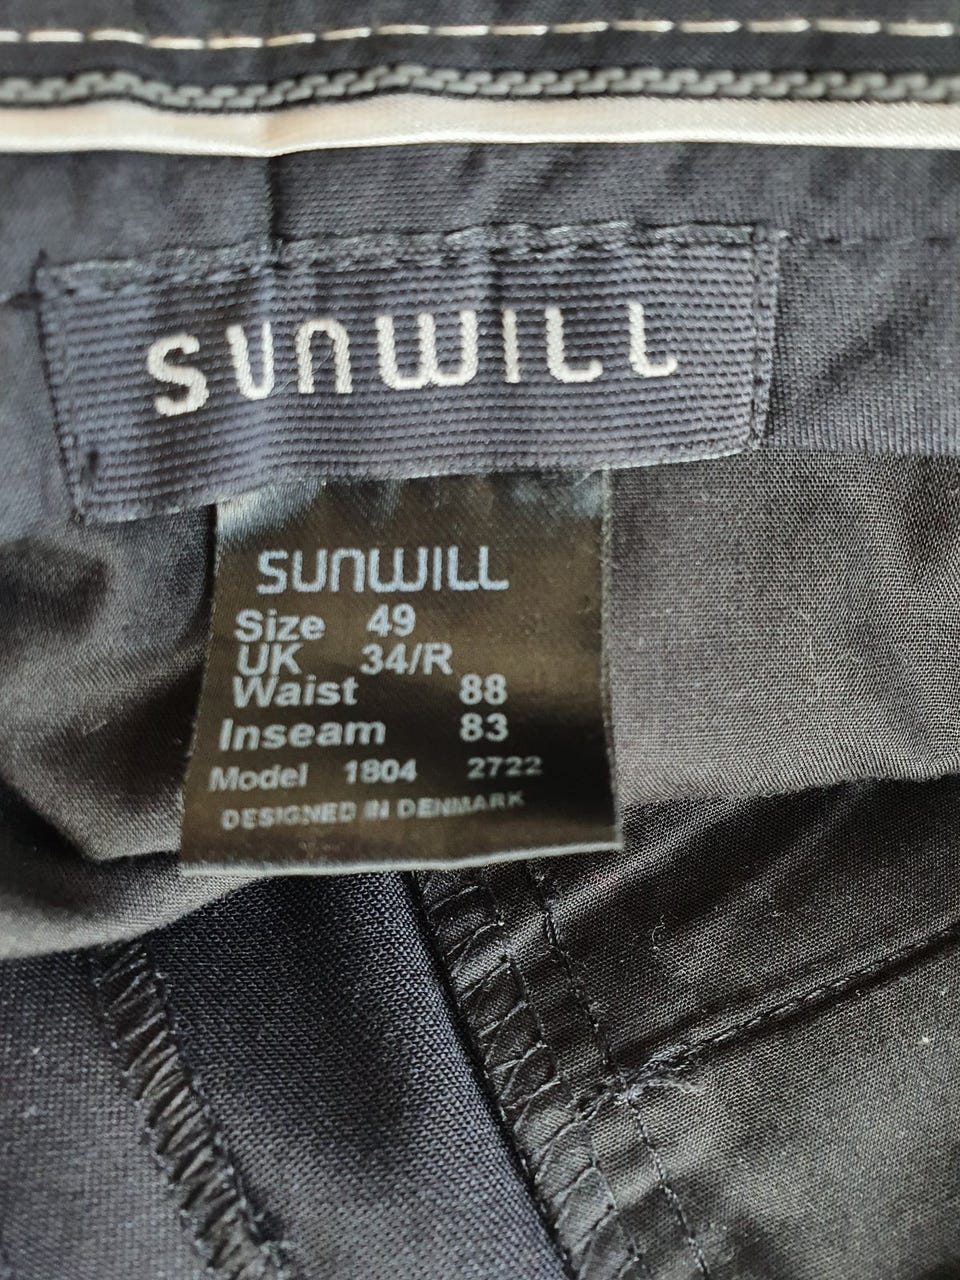 SUNWILL
SUNWILL
Size 49
UK 34/R
Waist 88
Inseam 83
Model 1804 2722
DESIGNED IN DENMARK